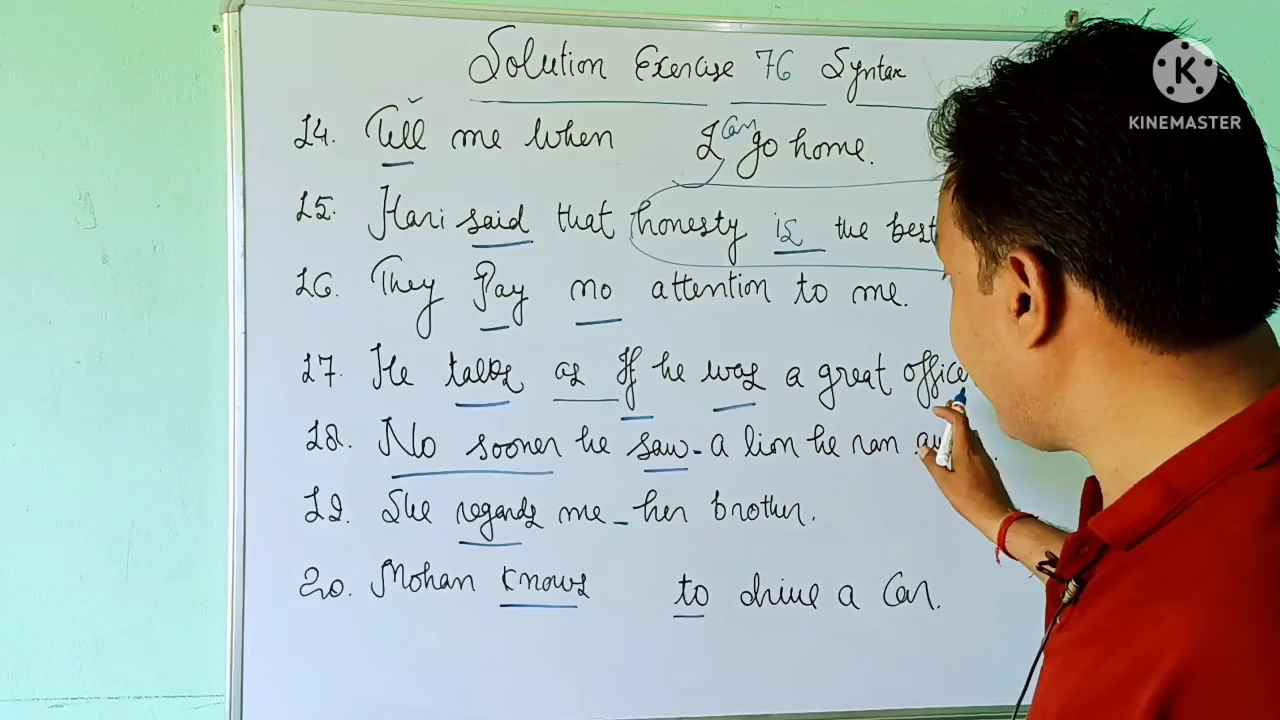 Solution Exercise 76 Syntax
14. Tell me when I can go home.
15. Hari said that honesty is the best
16. They Pay no attention to me.
17. He talks as If he was a great office
18. No sooner he saw a lion he ran
19. She regards me her brother.
20. Mohan knows to drive a Car.
K
KINEMASTER